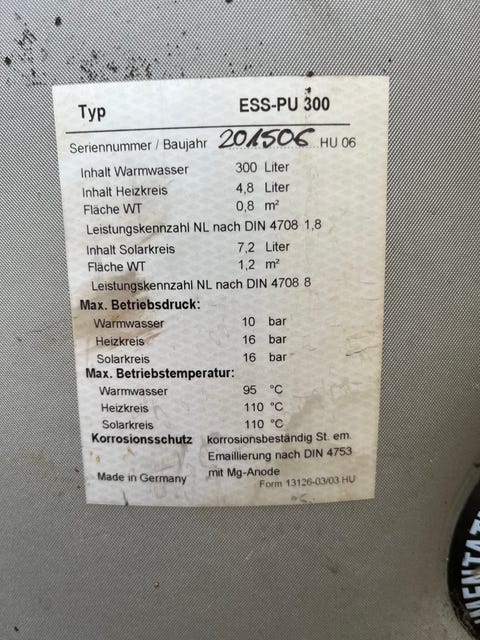 Typ ESS-PU 300
Seriennummer / Baujahr 201506 HU 06
Inhalt Warmwasser 300 Liter
Inhalt Heizkreis 4,8 Liter
Fläche WT 0,8 m²
Leistungskennzahl NL nach DIN 4708 1,8
Inhalt Solarkreis 7,2 Liter
Fläche WT 1,2 m²
Leistungskennzahl NL nach DIN 4708 8
Max. Betriebsdruck:
Warmwasser 10 bar
Heizkreis 16 bar
Solarkreis 16 bar
Max. Betriebstemperatur:
Warmwasser 95 °C
Heizkreis 110 °C
Solarkreis 110 °C
Korrosionsschutz korrosionsbeständig St. em.
Emaillierung nach DIN 4753
mit Mg-Anode
Made in Germany Form 13126-03/03 HU